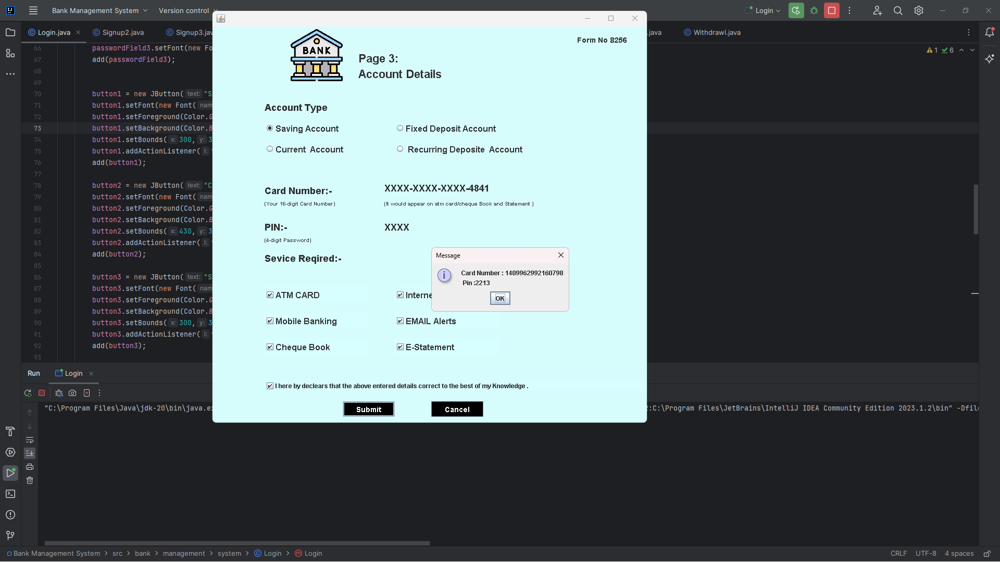 Bank Management System
Version control
Login
Login.java
Signup2.java
Signup3.jav
.java
Withdrawl.java
1
6
66 passwordField3.setFont(new Fo
67 add(passwordField3);
68
69
70 button1 = new JButton( text: "S
71 button1.setFont(new Font( nam
72 button1.setForeground(Color.G
73 button1.setBackground(Color.B
74 button1.setBounds( x: 300, y: 3
75 button1.addActionListener( l:
76 add(button1);
77
78 button2 = new JButton( text: "C
79 button2.setFont(new Font( nam
80 button2.setForeground(Color.G
81 button2.setBackground(Color.B
82 button2.setBounds( x: 430, y: 3
83 button2.addActionListener( l:
84 add(button2);
85
86 button3 = new JButton( text: "S
87 button3.setFont(new Font( nam
88 button3.setForeground(Color.G
89 button3.setBackground(Color.B
90 button3.setBounds( x: 300, y: 3
91 button3.addActionListener( l:
92 add(button3);
93
BANK
Form No 8256
Page 3:
Account Details
Account Type
Saving Account
Fixed Deposit Account
Current Account
Recurring Deposite Account
Card Number:-
XXXX-XXXX-XXXX-4841
(Your 16-digit Card Number)
(It would appear on atm card/cheque Book and Statement )
PIN:-
XXXX
(4-digit Password)
Sevice Reqired:-
Message
Card Number : 1409962992160798
Pin :2213
OK
ATM CARD
Interne
Mobile Banking
EMAIL Alerts
Cheque Book
E-Statement
I here by declears that the above entered details correct to the best of my Knowledge .
Submit
Cancel
Run
Login
"C:\Program Files\Java\jdk-20\bin\java.ex
:C:\Program Files\JetBrains\IntelliJ IDEA Community Edition 2023.1.2\bin" -Dfile
Bank Management System > src > bank > management > system > Login > Login
CRLF
UTF-8
4 spaces